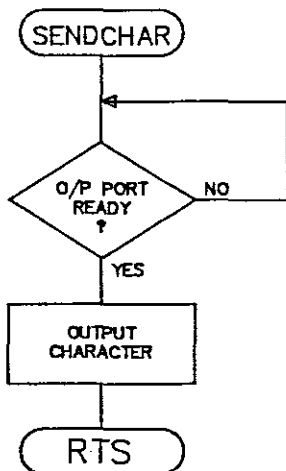 SENDCHAR
O/P PORT
READY
?
NO
YES
OUTPUT
CHARACTER
RTS